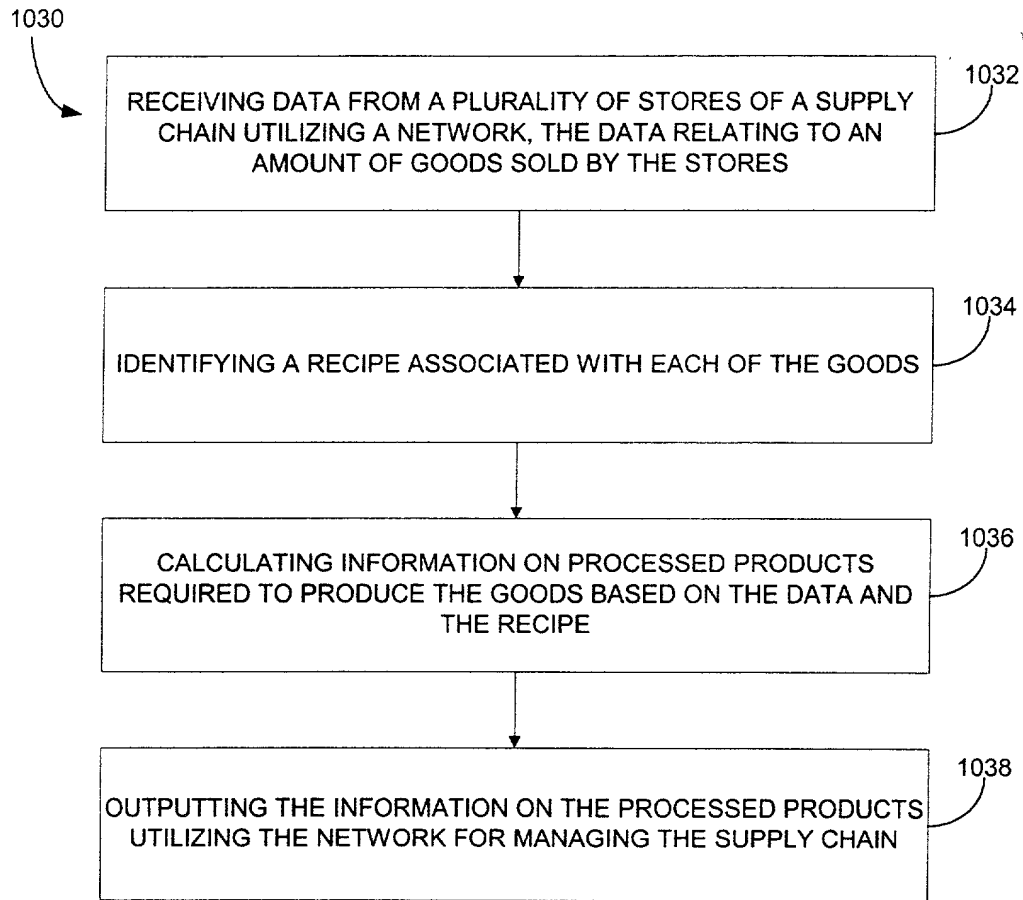 1030
1032
RECEIVING DATA FROM A PLURALITY OF STORES OF A SUPPLY
CHAIN UTILIZING A NETWORK, THE DATA RELATING TO AN
AMOUNT OF GOODS SOLD BY THE STORES
1034
IDENTIFYING A RECIPE ASSOCIATED WITH EACH OF THE GOODS
1036
CALCULATING INFORMATION ON PROCESSED PRODUCTS
REQUIRED TO PRODUCE THE GOODS BASED ON THE DATA AND
THE RECIPE
1038
OUTPUTTING THE INFORMATION ON THE PROCESSED PRODUCTS
UTILIZING THE NETWORK FOR MANAGING THE SUPPLY CHAIN